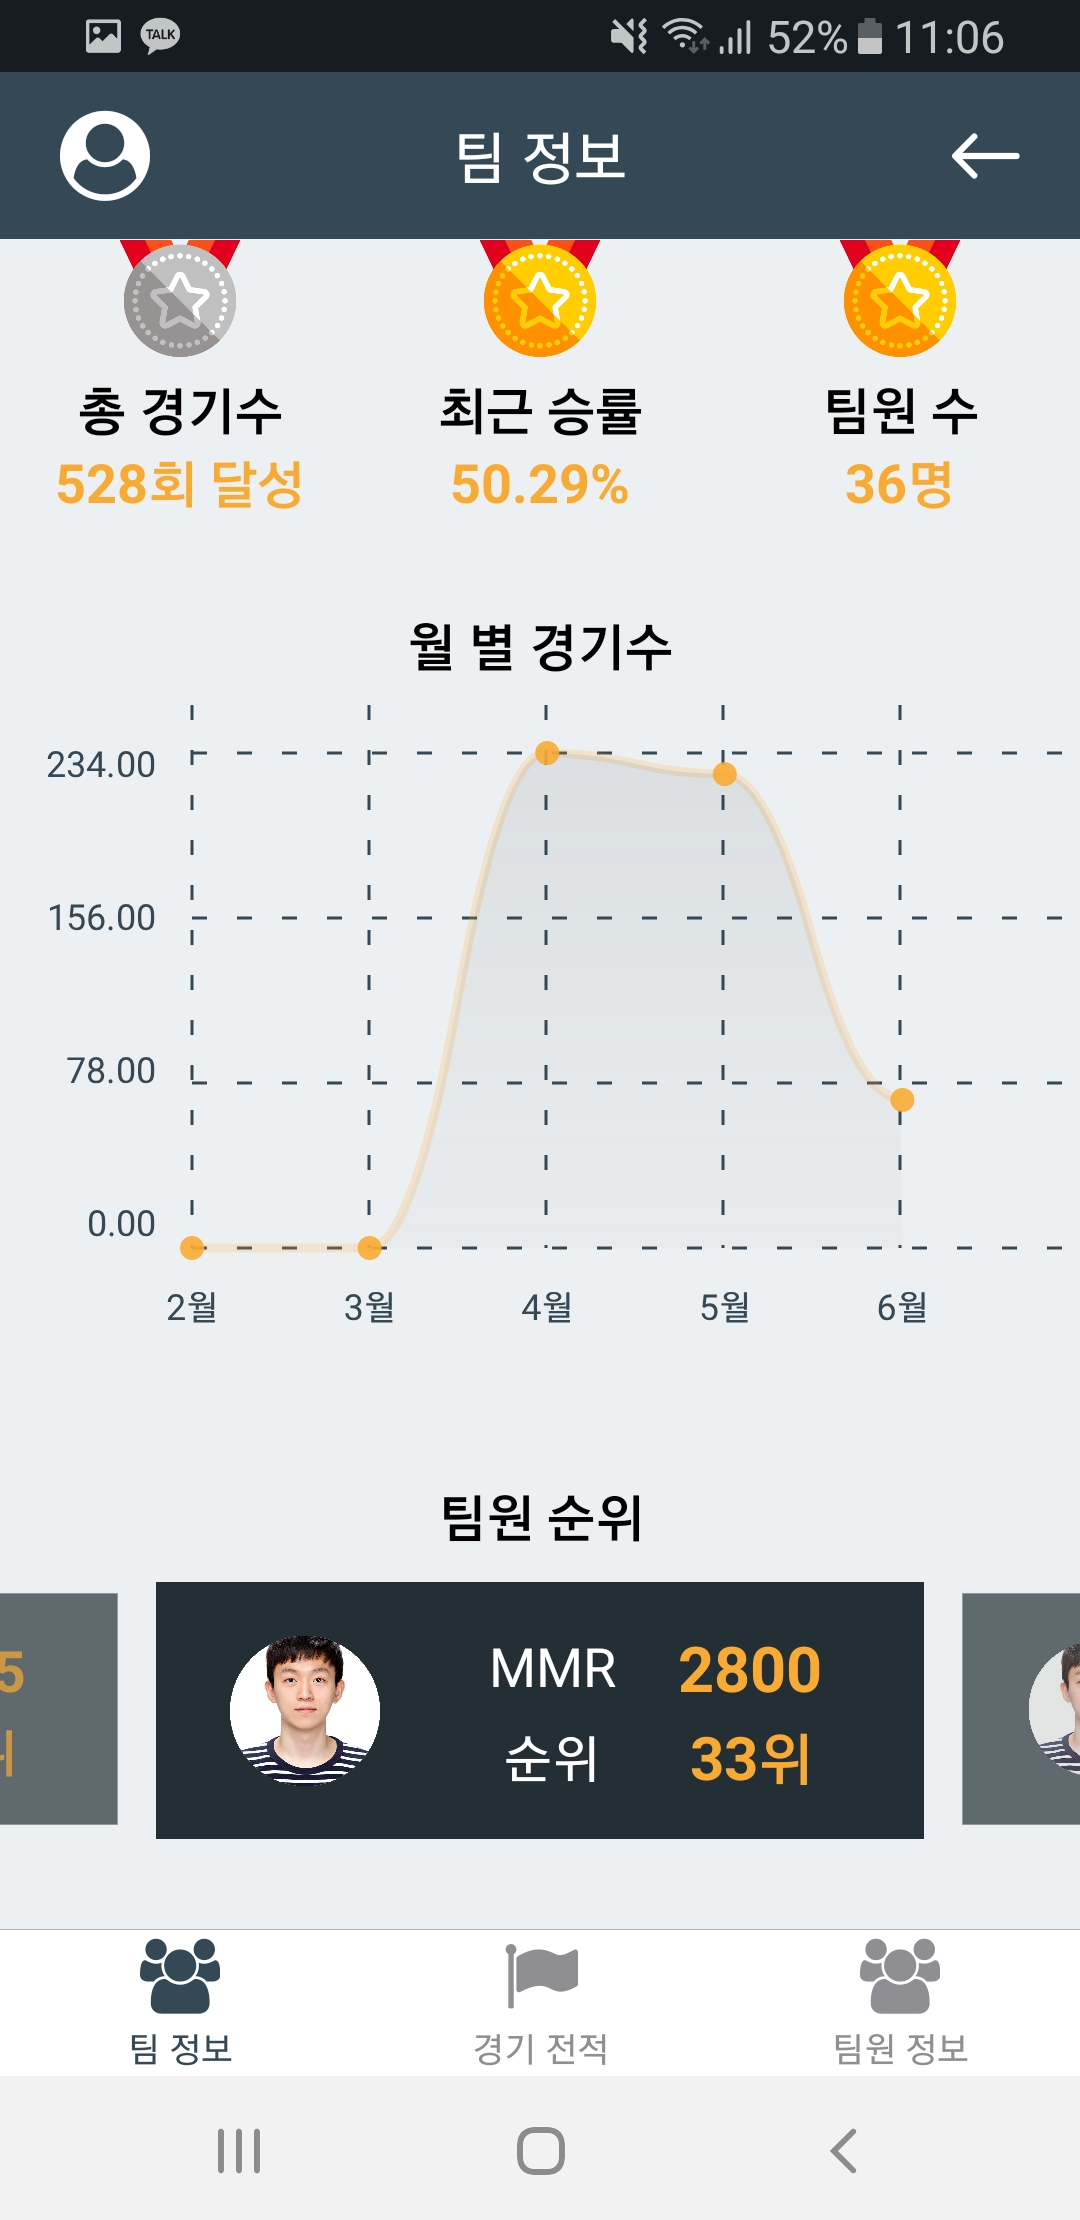 TALK 52% 11:06
팀 정보
총 경기수 최근 승률 팀원 수
528회 달성 50.29% 36명
월 별 경기수
234.00
156.00
78.00
0.00
2월 3월 4월 5월 6월
팀원 순위
5 MMR 2800
순위 33위
팀 정보 경기 전적 팀원 정보